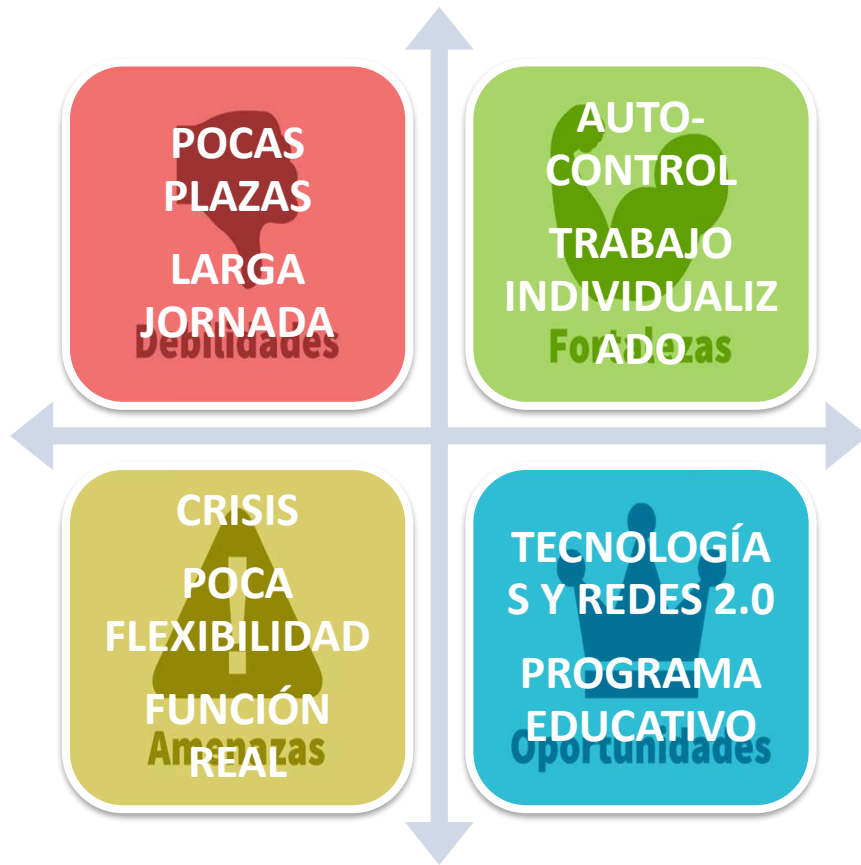 POCAS
PLAZAS
LARGA
JORNADA
Debilidades
AUTO-
CONTROL
TRABAJO
INDIVIDUALIZ
ADO
Fortalezas
CRISIS
POCA
FLEXIBILIDAD
FUNCIÓN
REAL
Amenazas
TECNOLOGÍA
S Y REDES 2.0
PROGRAMA
EDUCATIVO
Oportunidades